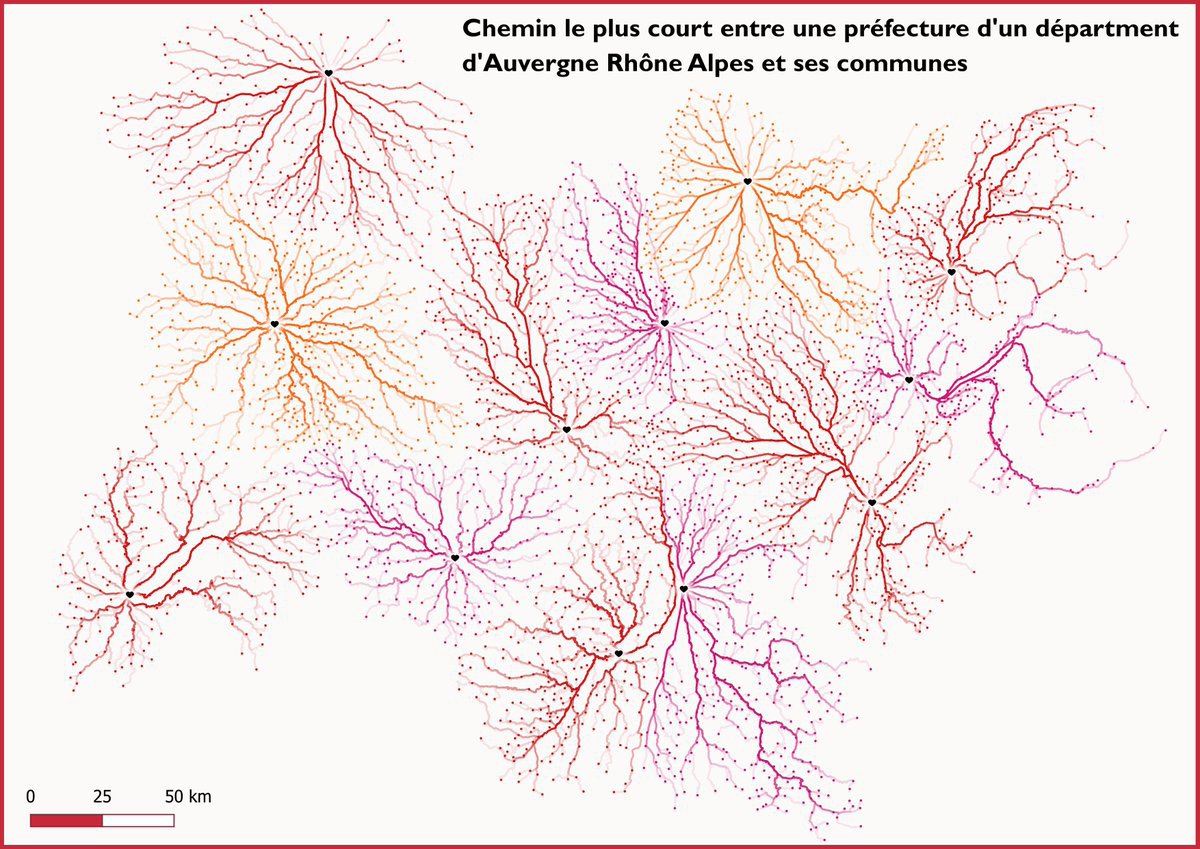 Chemin le plus court entre une préfecture d'un départment
d'Auvergne Rhône Alpes et ses communes
0 25 50 km